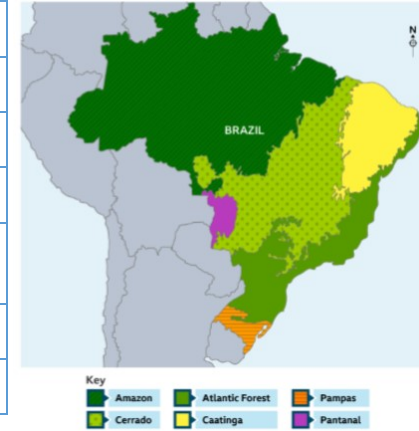 N
BRAZIL
Key
Amazon Atlantic Forest Pampas
Cerrado Caatinga Pantanal